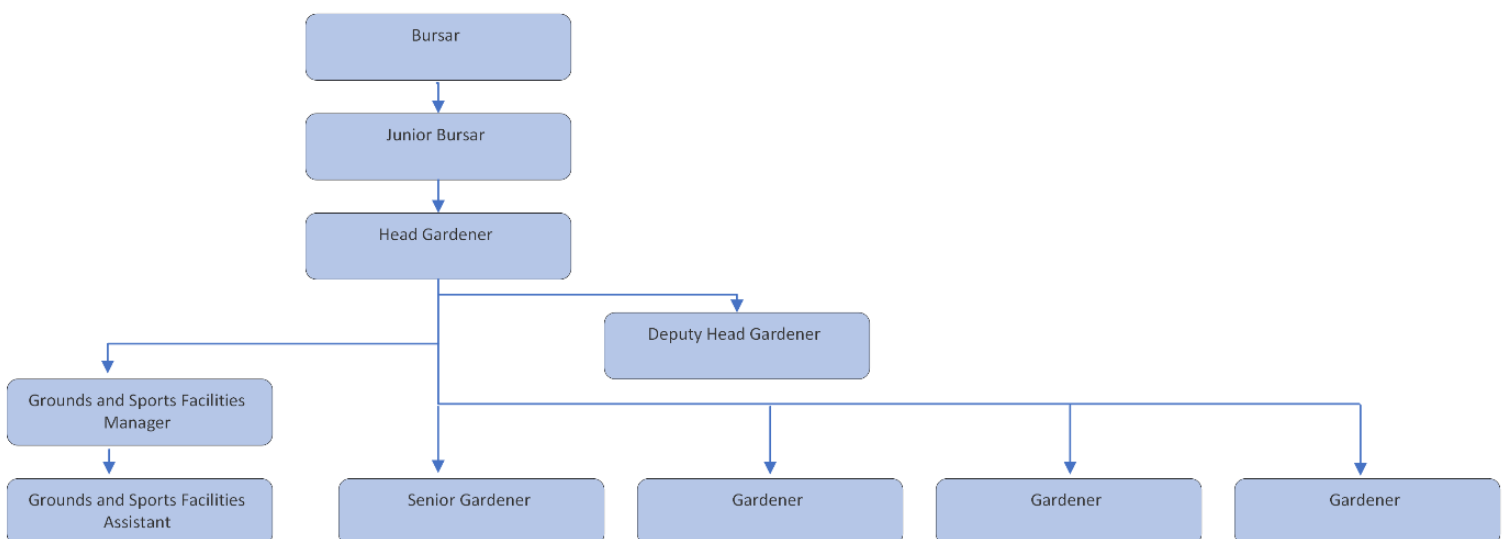 Bursar
Junior Bursar
Head Gardener
Deputy Head Gardener
Grounds and Sports Facilities
Manager
Grounds and Sports Facilities
Assistant
Senior Gardener
Gardener
Gardener
Gardener